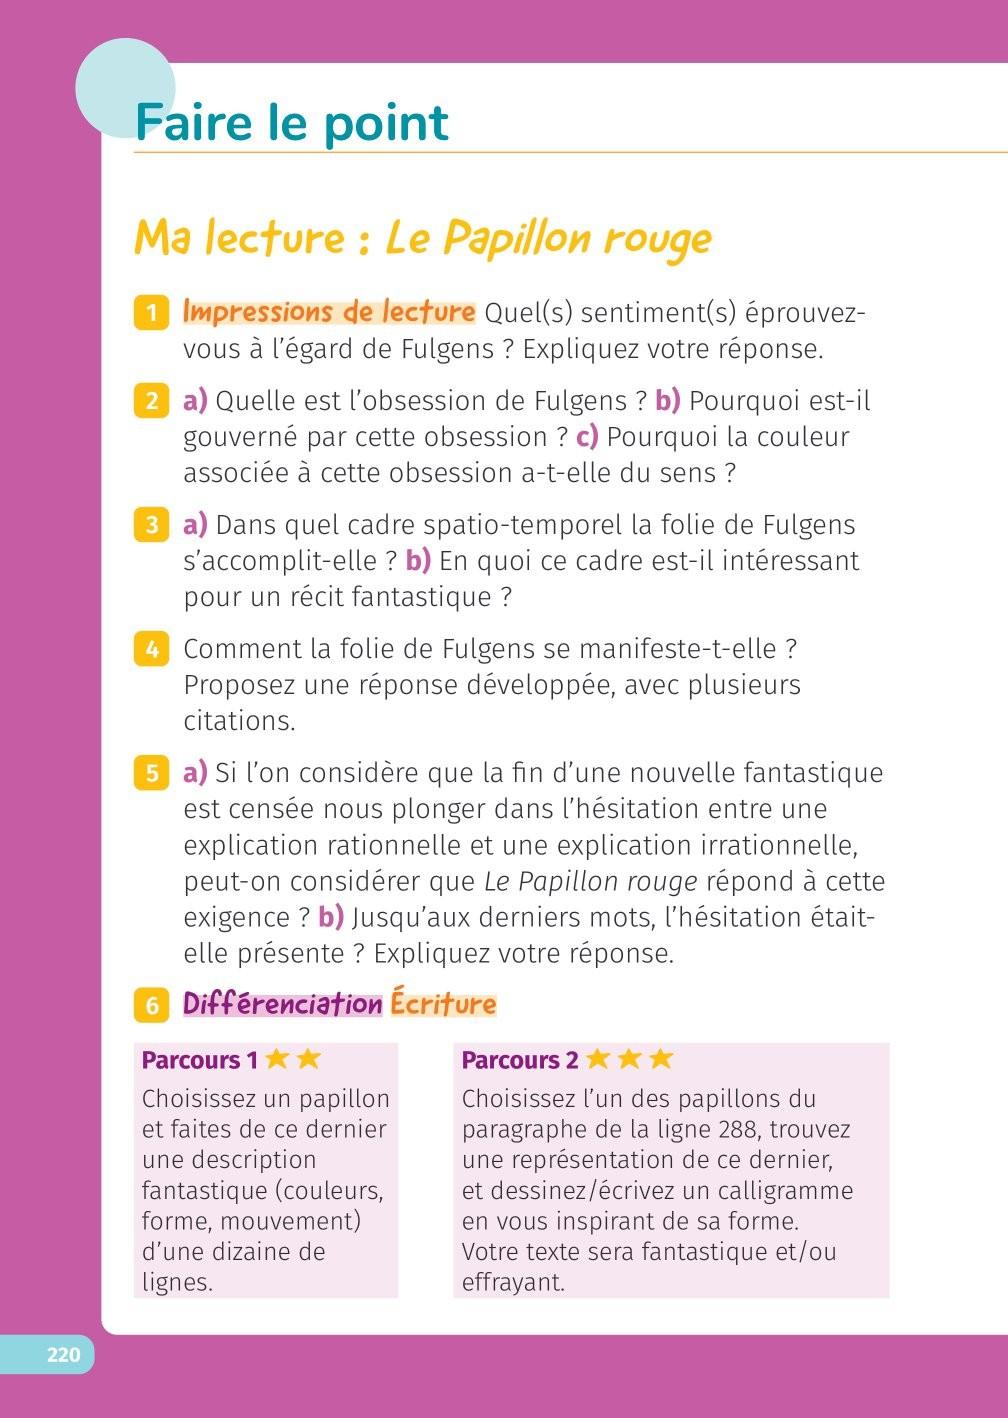 Faire le point
Ma lecture : Le Papillon rouge
1 Impressions de lecture Quel(s) sentiment(s) éprouvez-
vous à l’égard de Fulgens ? Expliquez votre réponse.
2 a) Quelle est l’obsession de Fulgens ? b) Pourquoi est-il
gouverné par cette obsession ? c) Pourquoi la couleur
associée à cette obsession a-t-elle du sens ?
3 a) Dans quel cadre spatio-temporel la folie de Fulgens
s’accomplit-elle ? b) En quoi ce cadre est-il intéressant
pour un récit fantastique ?
4 Comment la folie de Fulgens se manifeste-t-elle ?
Proposez une réponse développée, avec plusieurs
citations.
5 a) Si l’on considère que la fin d’une nouvelle fantastique
est censée nous plonger dans l’hésitation entre une
explication rationnelle et une explication irrationnelle,
peut-on considérer que Le Papillon rouge répond à cette
exigence ? b) Jusqu’aux derniers mots, l’hésitation était-
elle présente ? Expliquez votre réponse.
6 Différenciation Écriture
Parcours 1
Choisissez un papillon
et faites de ce dernier
une description
fantastique (couleurs,
forme, mouvement)
d’une dizaine de
lignes.
Parcours 2
Choisissez l’un des papillons du
paragraphe de la ligne 288, trouvez
une représentation de ce dernier,
et dessinez/écrivez un calligramme
en vous inspirant de sa forme.
Votre texte sera fantastique et/ou
effrayant.
220